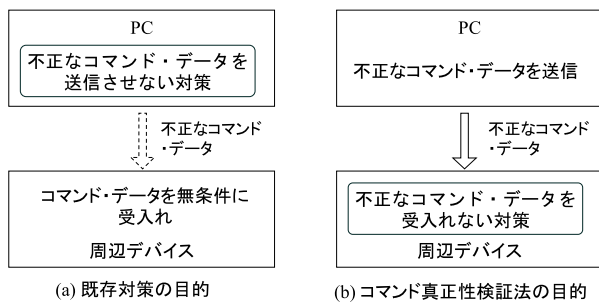 PC
不正なコマンド・データを
送信させない対策
不正なコマンド
・データ
コマンド・データを無条件に
受入れ
周辺デバイス
(a) 既存対策の目的
PC
不正なコマンド・データを送信
不正なコマンド
・データ
不正なコマンド・データを
受入れない対策
周辺デバイス
(b) コマンド真正性検証法の目的